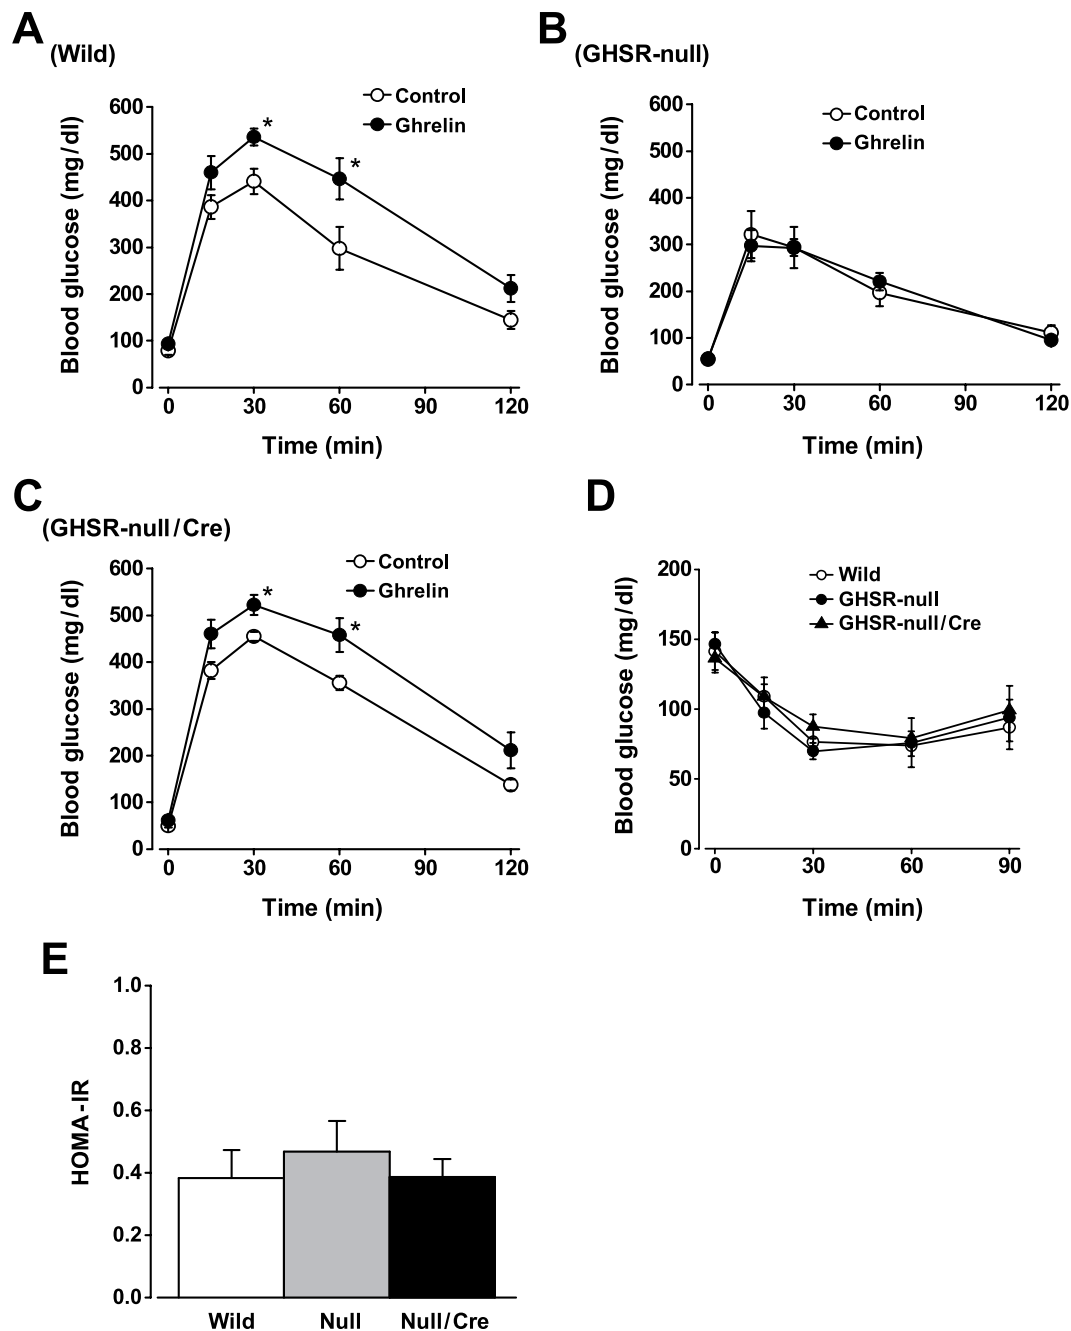 A
(Wild)
Control
Ghrelin
600
500
400
300
200
100
0
*
*
Blood glucose (mg/dl)
0 30 60 90 120
Time (min)
B
(GHSR-null)
Control
Ghrelin
600
500
400
300
200
100
0
Blood glucose (mg/dl)
0 30 60 90 120
Time (min)
C
(GHSR-null/Cre)
Control
Ghrelin
600
500
400
300
200
100
0
*
*
Blood glucose (mg/dl)
0 30 60 90 120
Time (min)
D
Wild
GHSR-null
GHSR-null/Cre
200
150
100
50
0
Blood glucose (mg/dl)
0 30 60 90
Time (min)
E
1.0
0.8
0.6
0.4
0.2
0.0
HOMA-IR
Wild Null Null/Cre